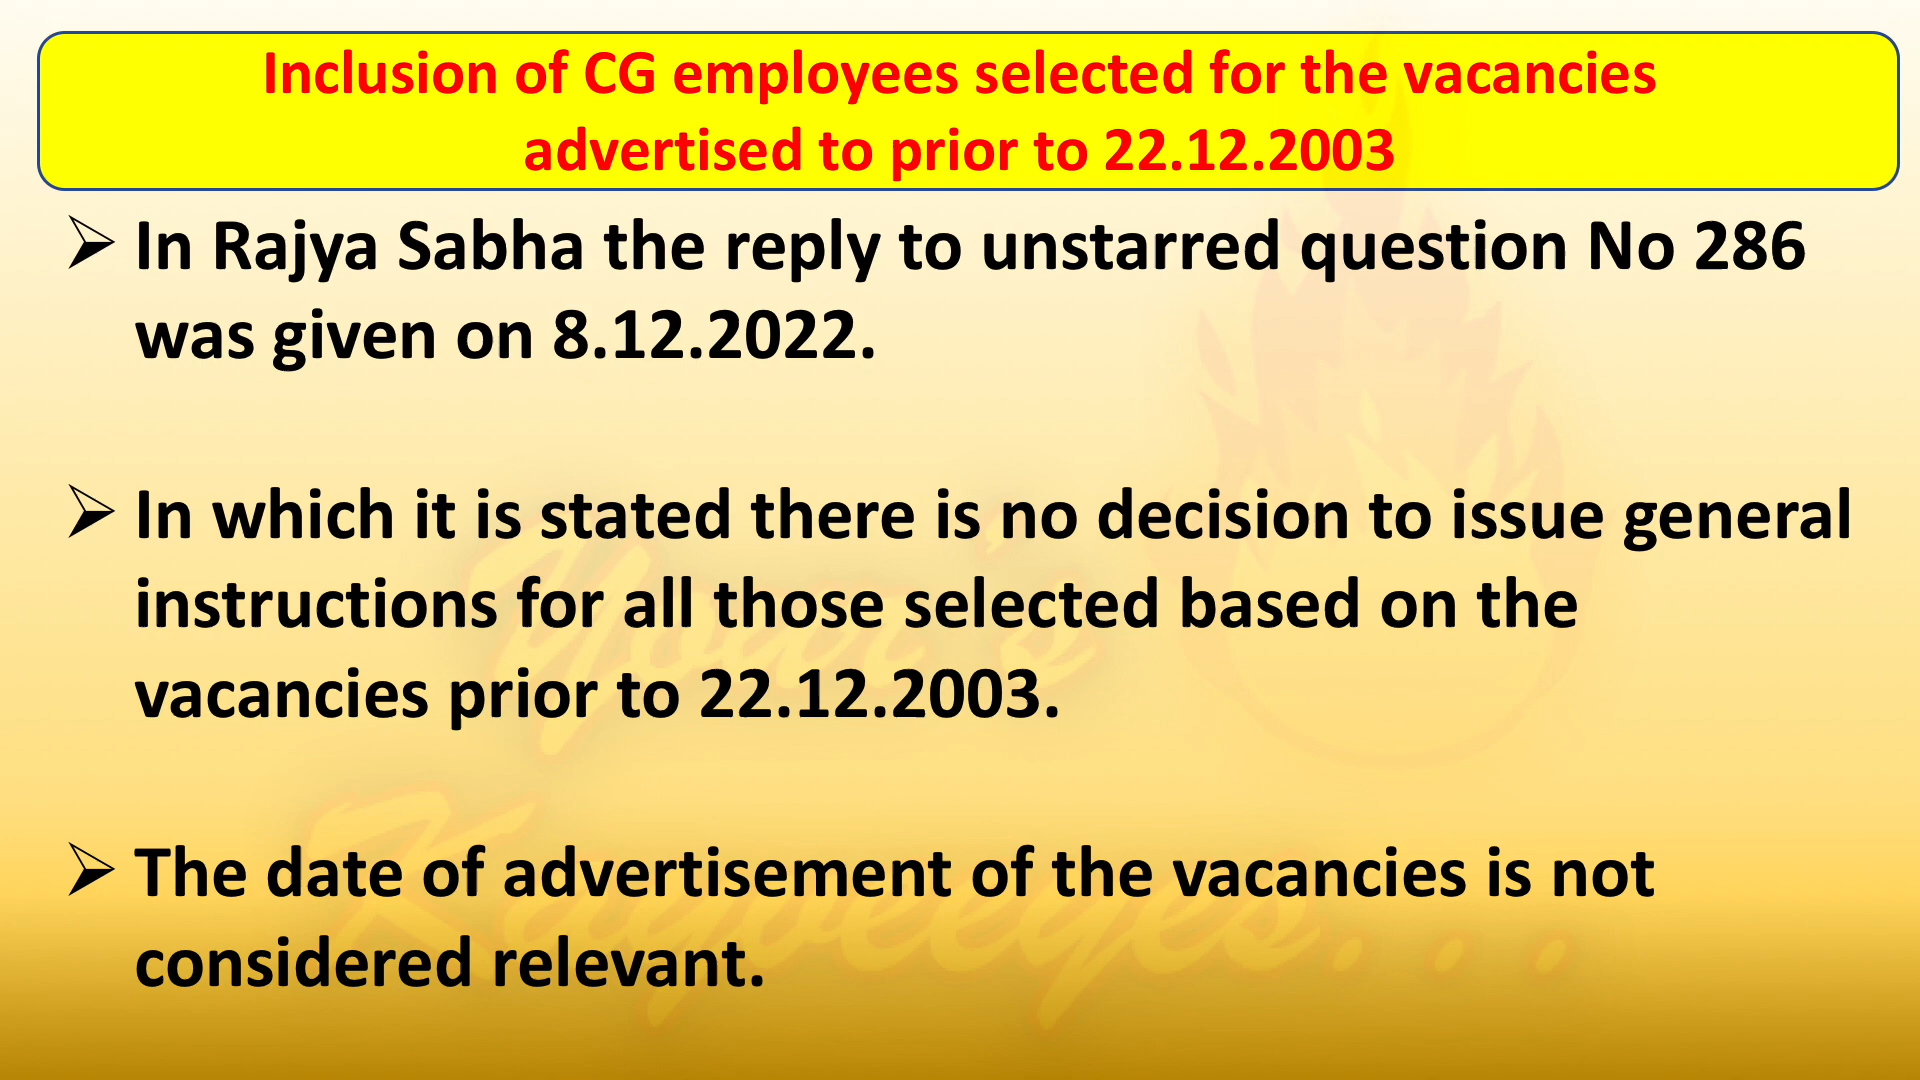 Inclusion of CG employees selected for the vacancies
advertised to prior to 22.12.2003
➢ In Rajya Sabha the reply to unstarred question No 286
was given on 8.12.2022.
➢ In which it is stated there is no decision to issue general
instructions for all those selected based on the
vacancies prior to 22.12.2003.
➢ The date of advertisement of the vacancies is not
considered relevant.
Your's
Kayveeyes...